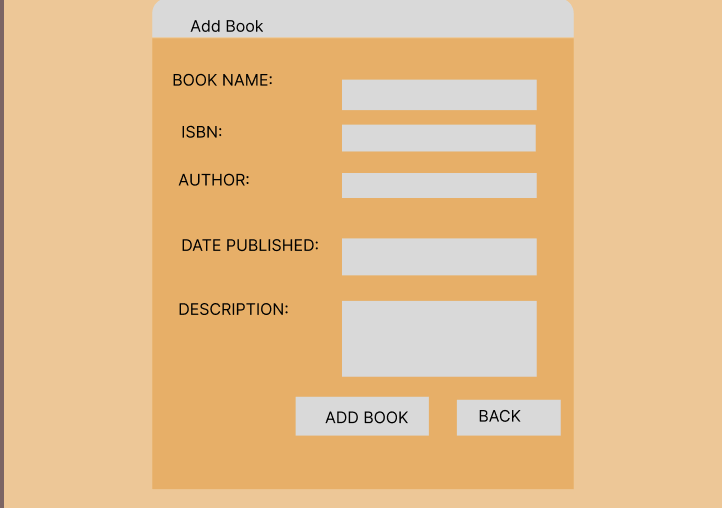 Add Book
BOOK NAME:
ISBN:
AUTHOR:
DATE PUBLISHED:
DESCRIPTION:
ADD BOOK
BACK